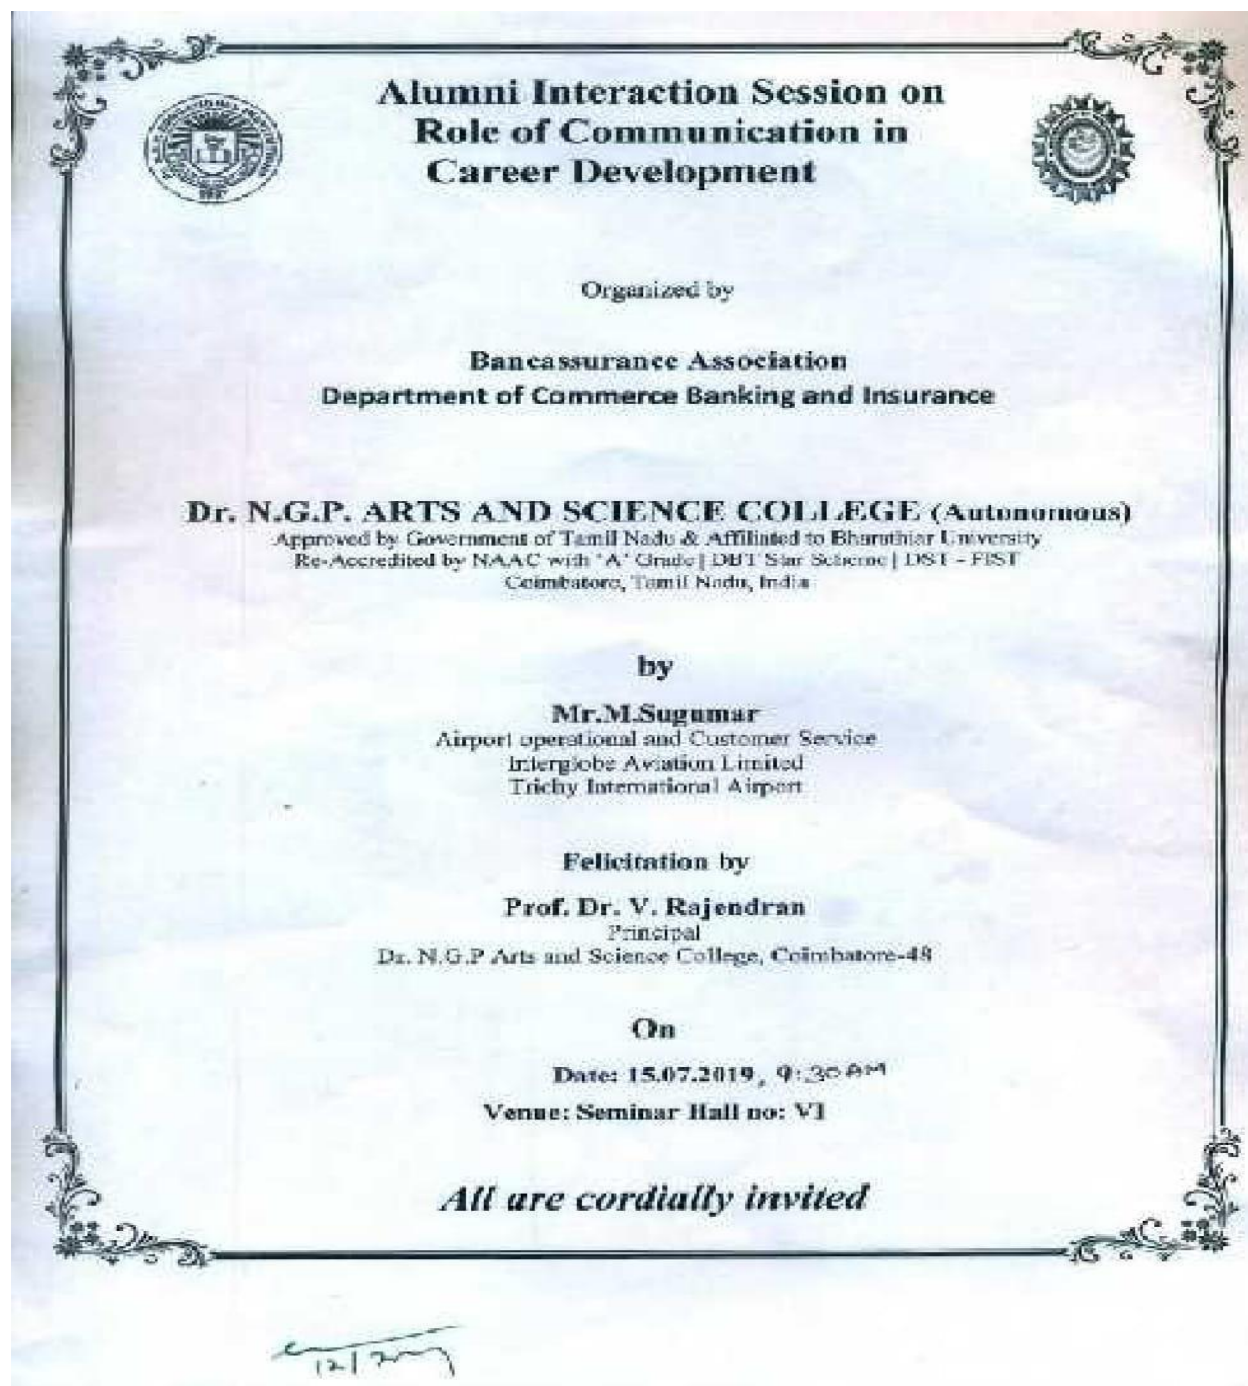 Alumni Interaction Session on
Role of Communication in
Career Development
Organized by
Bancassurance Association
Department of Commerce Banking and Insurance
Dr. N.G.P. ARTS AND SCIENCE COLLEGE (Autonomous)
Approved by Government of Tamil Nadu & Affiliated to Bharathiar University
Re-Accredited by NAAC with 'A' Grade | DBT Star Scheme | DST - FIST
Coimbatore, Tamil Nadu, India
by
Mr.M.Sugumar
Airport operational and Customer Service
Interglobe Aviation Limited
Trichy International Airport
Felicitation by
Prof. Dr. V. Rajendran
Principal
Dr. N.G.P Arts and Science College, Coimbatore-48
On
Date: 15.07.2019, 9:30 AM
Venue: Seminar Hall no: VI
All are cordially invited